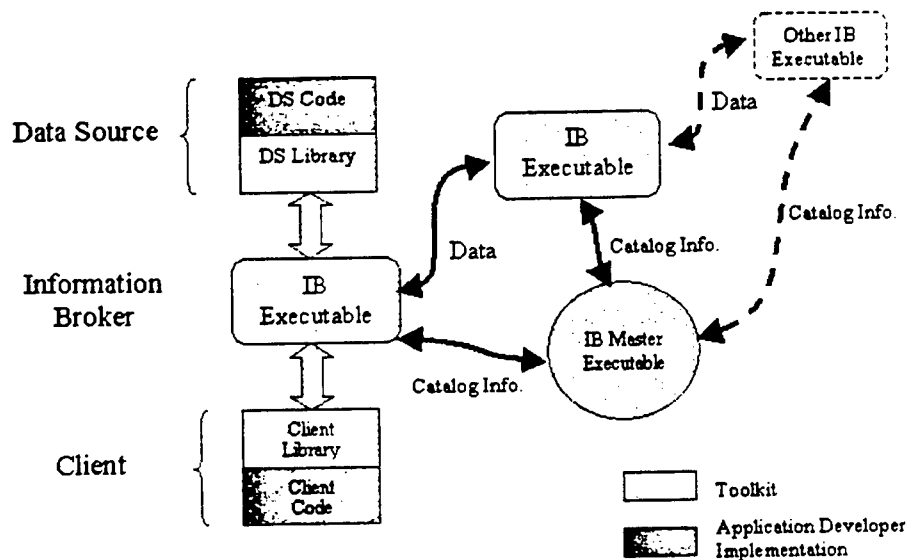 Other IB
Executable
DS Code
Data
Data Source
DS Library
IB
Executable
Catalog Info.
Data
Catalog Info.
Information
Broker
IB
Executable
IB Master
Executable
Catalog Info.
Client
Library
Client
Client
Code
Toolkit
Application Developer
Implementation